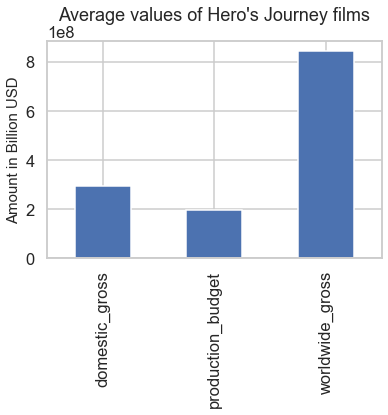 Average values of Hero's Journey films
1e8
Amount in Billion USD
8
6
4
2
0
domestic_gross
production_budget
worldwide_gross